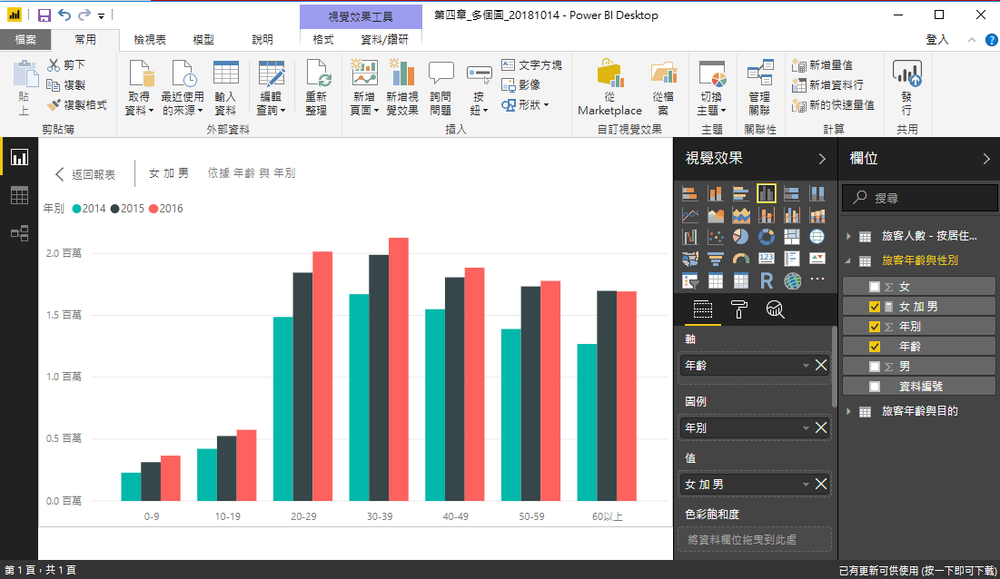 視覺效果工具
第四章_多個圖_20181014 - Power BI Desktop
檔案 常用 檢視表 模型 說明 格式 資料/鑽研 登入
貼上
剪下
複製
複製格式
剪貼簿
取得資料
最近使用的來源
輸入資料
編輯查詢
重新整理
外部資料
新增頁面
新增視覺效果
詢問問題
按鈕
文字方塊
影像
形狀
插入
從 Marketplace
從檔案
自訂視覺效果
切換主題
主題
管理關聯
關聯性
新增量值
新增資料行
新的快速量值
計算
發行
共用
返回報表
女 加 男
依據 年齡 與 年別
年別 2014 2015 2016
2.0 百萬
1.5 百萬
1.0 百萬
0.5 百萬
0.0 百萬
0-9 10-19 20-29 30-39 40-49 50-59 60以上
視覺效果
123
R
軸
年齡
圖例
年別
值
女 加 男
色彩飽和度
將資料欄位拖曳到此處
欄位
搜尋
旅客人數 - 按居住...
旅客年齡與性別
女
女 加 男
年別
年齡
男
資料編號
旅客年齡與目的
第 1 頁，共 1 頁
已有更新可供使用 (按一下即可下載)